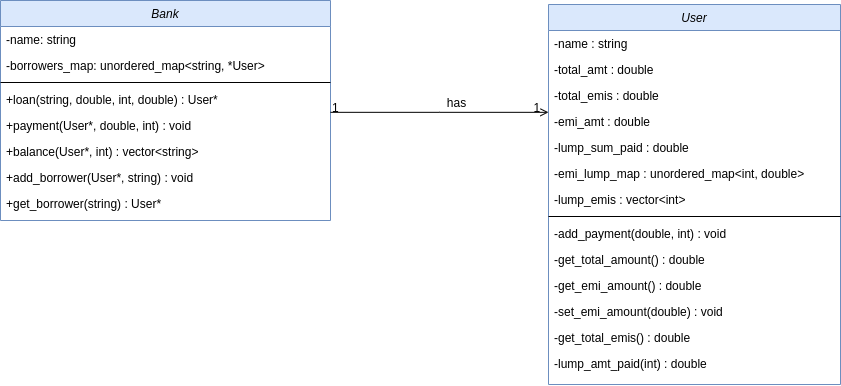 Bank
-name: string
-borrowers_map: unordered_map<string, *User>
+loan(string, double, int, double) : User*
+payment(User*, double, int) : void
+balance(User*, int) : vector<string>
+add_borrower(User*, string) : void
+get_borrower(string) : User*
1
has
1
User
-name : string
-total_amt : double
-total_emis : double
-emi_amt : double
-lump_sum_paid : double
-emi_lump_map : unordered_map<int, double>
-lump_emis : vector<int>
-add_payment(double, int) : void
-get_total_amount() : double
-get_emi_amount() : double
-set_emi_amount(double) : void
-get_total_emis() : double
-lump_amt_paid(int) : double